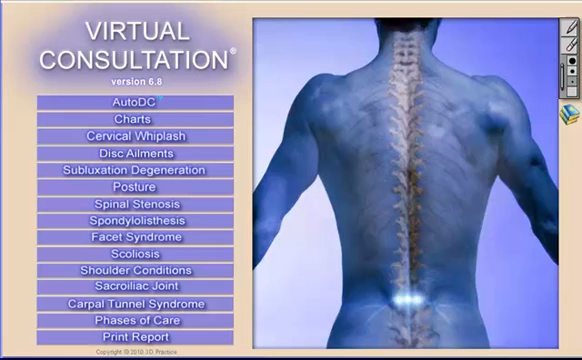 VIRTUAL
CONSULTATION®
version 6.8
AutoDC
Charts
Cervical Whiplash
Disc Ailments
Subluxation Degeneration
Posture
Spinal Stenosis
Spondylolisthesis
Facet Syndrome
Scoliosis
Shoulder Conditions
Sacroiliac Joint
Carpal Tunnel Syndrome
Phases of Care
Print Report
Copyright © 2010 3D Practice